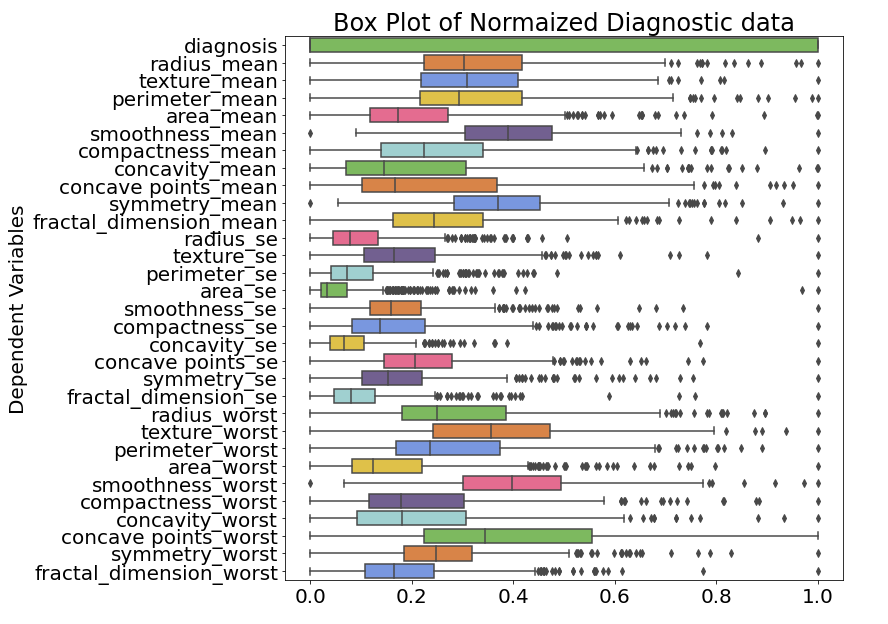 Box Plot of Normaized Diagnostic data
Dependent Variables
diagnosis
radius_mean
texture_mean
perimeter_mean
area_mean
smoothness_mean
compactness_mean
concavity_mean
concave points_mean
symmetry_mean
fractal_dimension_mean
radius_se
texture_se
perimeter_se
area_se
smoothness_se
compactness_se
concavity_se
concave points_se
symmetry_se
fractal_dimension_se
radius_worst
texture_worst
perimeter_worst
area_worst
smoothness_worst
compactness_worst
concavity_worst
concave points_worst
symmetry_worst
fractal_dimension_worst
0.0 0.2 0.4 0.6 0.8 1.0